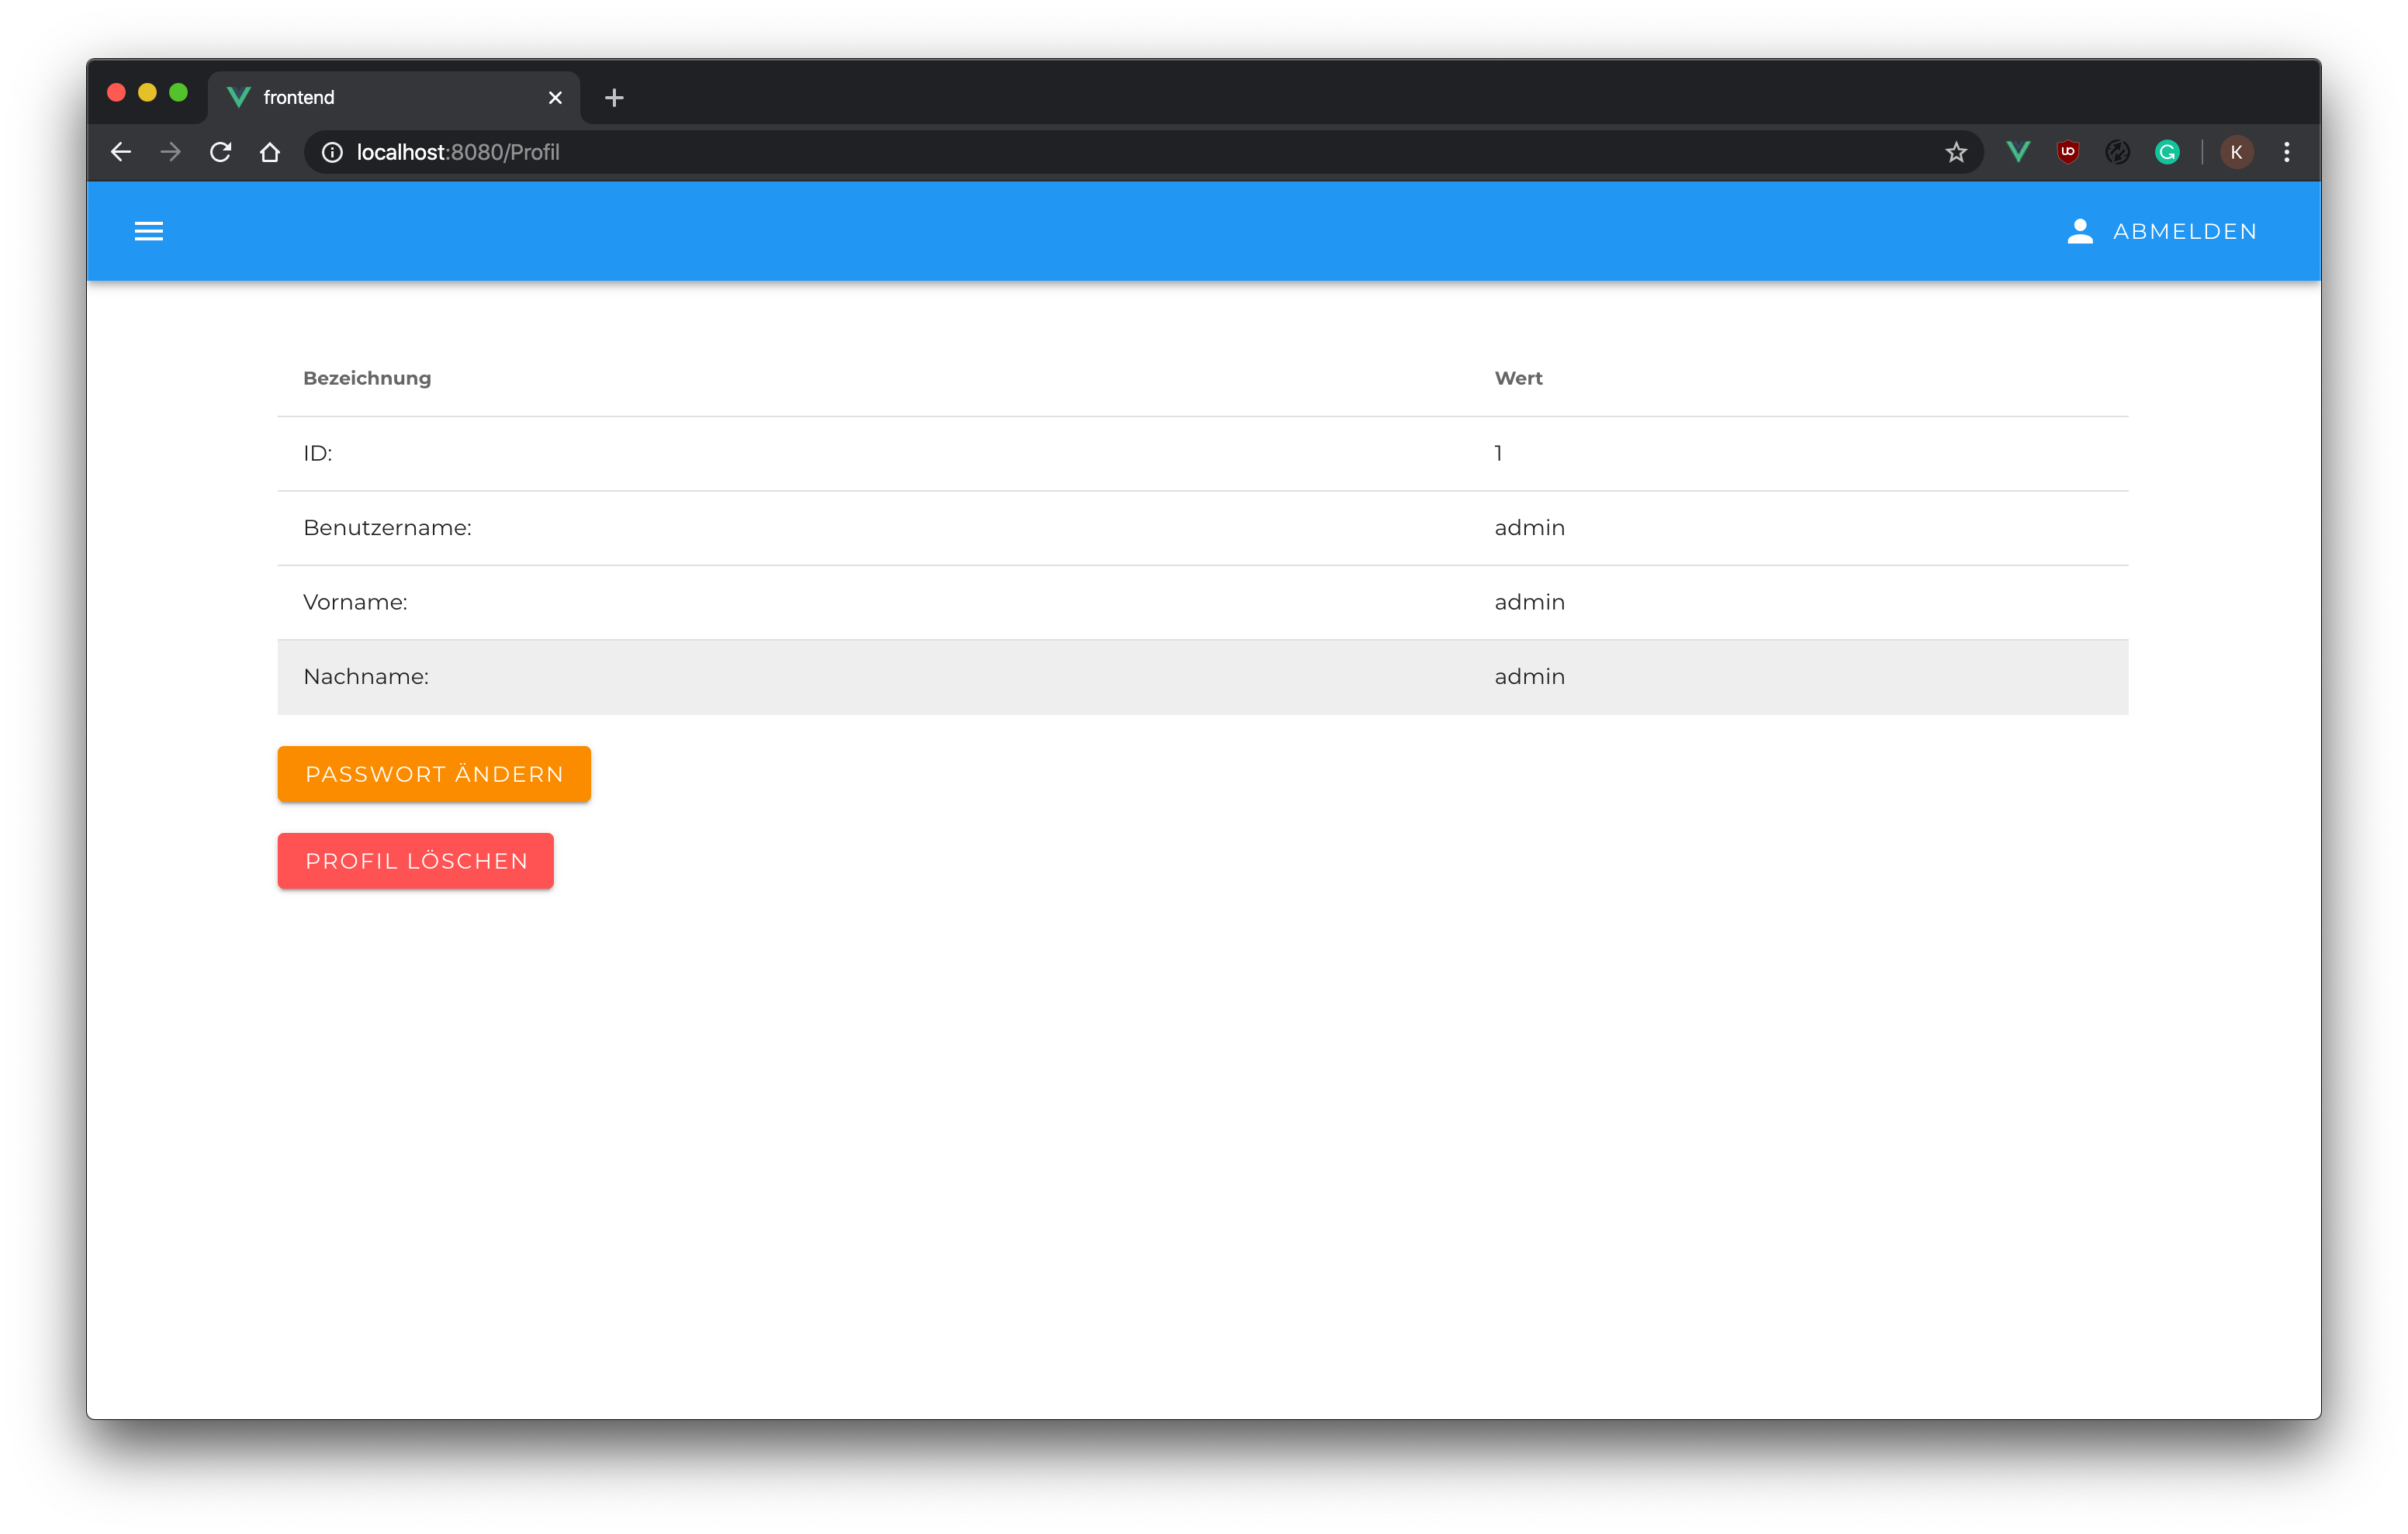 frontend
localhost:8080/Profil
K
ABMELDEN
Bezeichnung Wert
ID: 1
Benutzername: admin
Vorname: admin
Nachname: admin
PASSWORT ÄNDERN
PROFIL LÖSCHEN